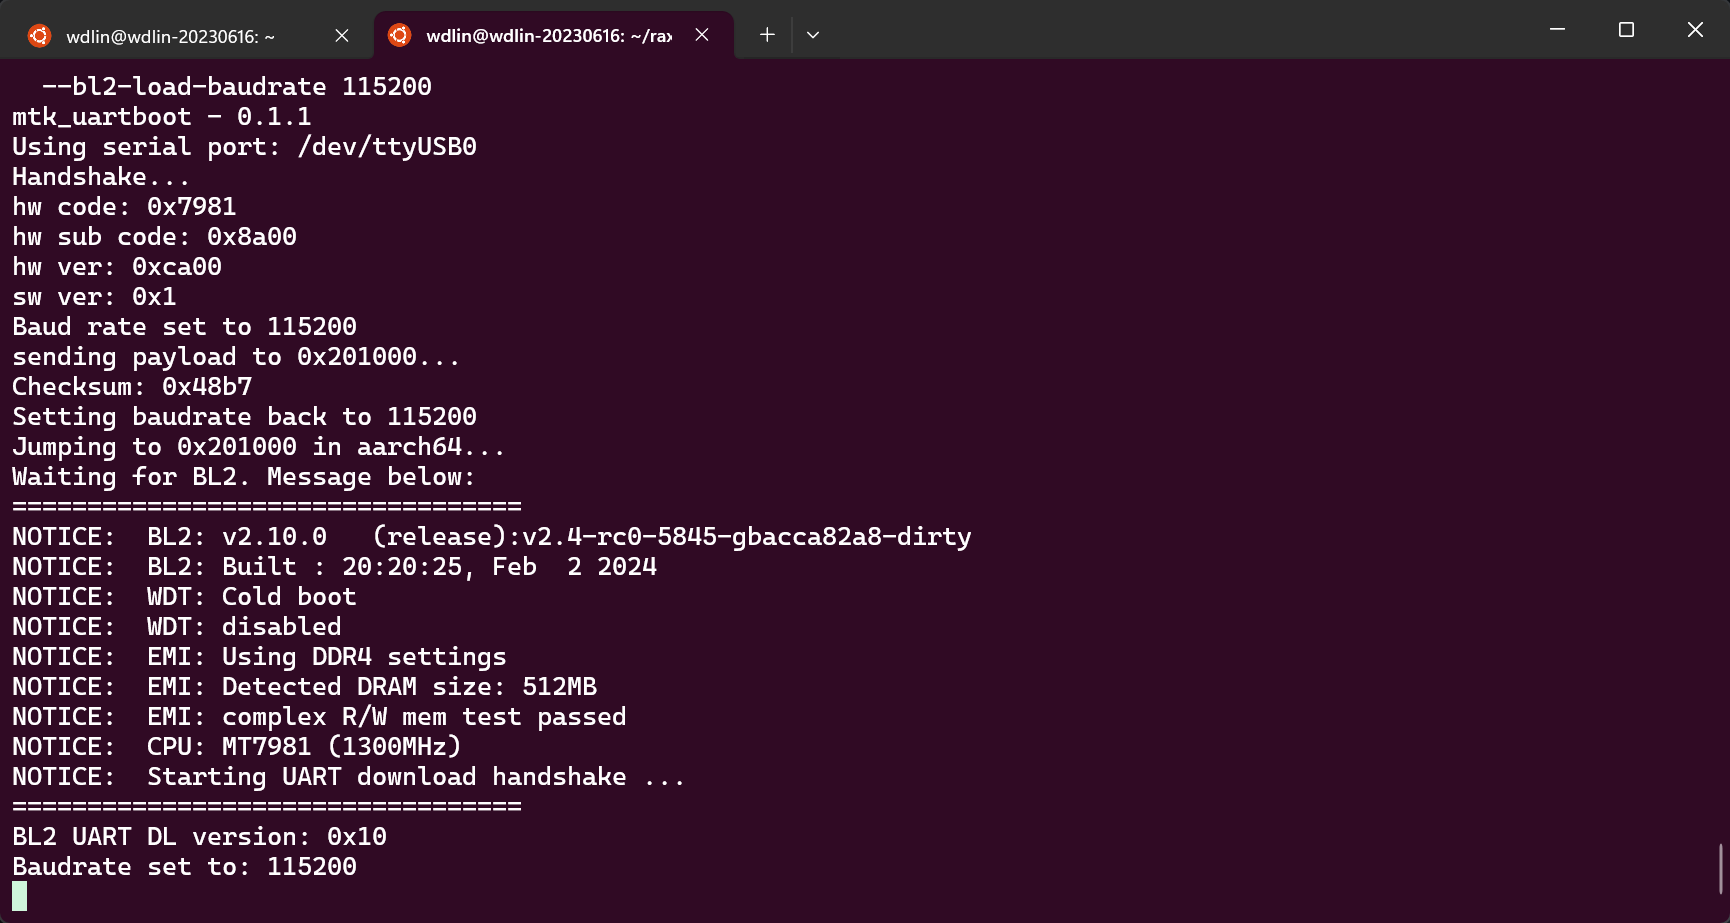 wdlin@wdlin-20230616: ~
wdlin@wdlin-20230616: ~/rax
--bl2-load-baudrate 115200
mtk_uartboot - 0.1.1
Using serial port: /dev/ttyUSB0
Handshake...
hw code: 0x7981
hw sub code: 0x8a00
hw ver: 0xca00
sw ver: 0x1
Baud rate set to 115200
sending payload to 0x201000...
Checksum: 0x48b7
Setting baudrate back to 115200
Jumping to 0x201000 in aarch64...
Waiting for BL2. Message below:
==================================
NOTICE:  BL2: v2.10.0   (release):v2.4-rc0-5845-gbacca82a8-dirty
NOTICE:  BL2: Built : 20:20:25, Feb  2 2024
NOTICE:  WDT: Cold boot
NOTICE:  WDT: disabled
NOTICE:  EMI: Using DDR4 settings
NOTICE:  EMI: Detected DRAM size: 512MB
NOTICE:  EMI: complex R/W mem test passed
NOTICE:  CPU: MT7981 (1300MHz)
NOTICE:  Starting UART download handshake ...
==================================
BL2 UART DL version: 0x10
Baudrate set to: 115200